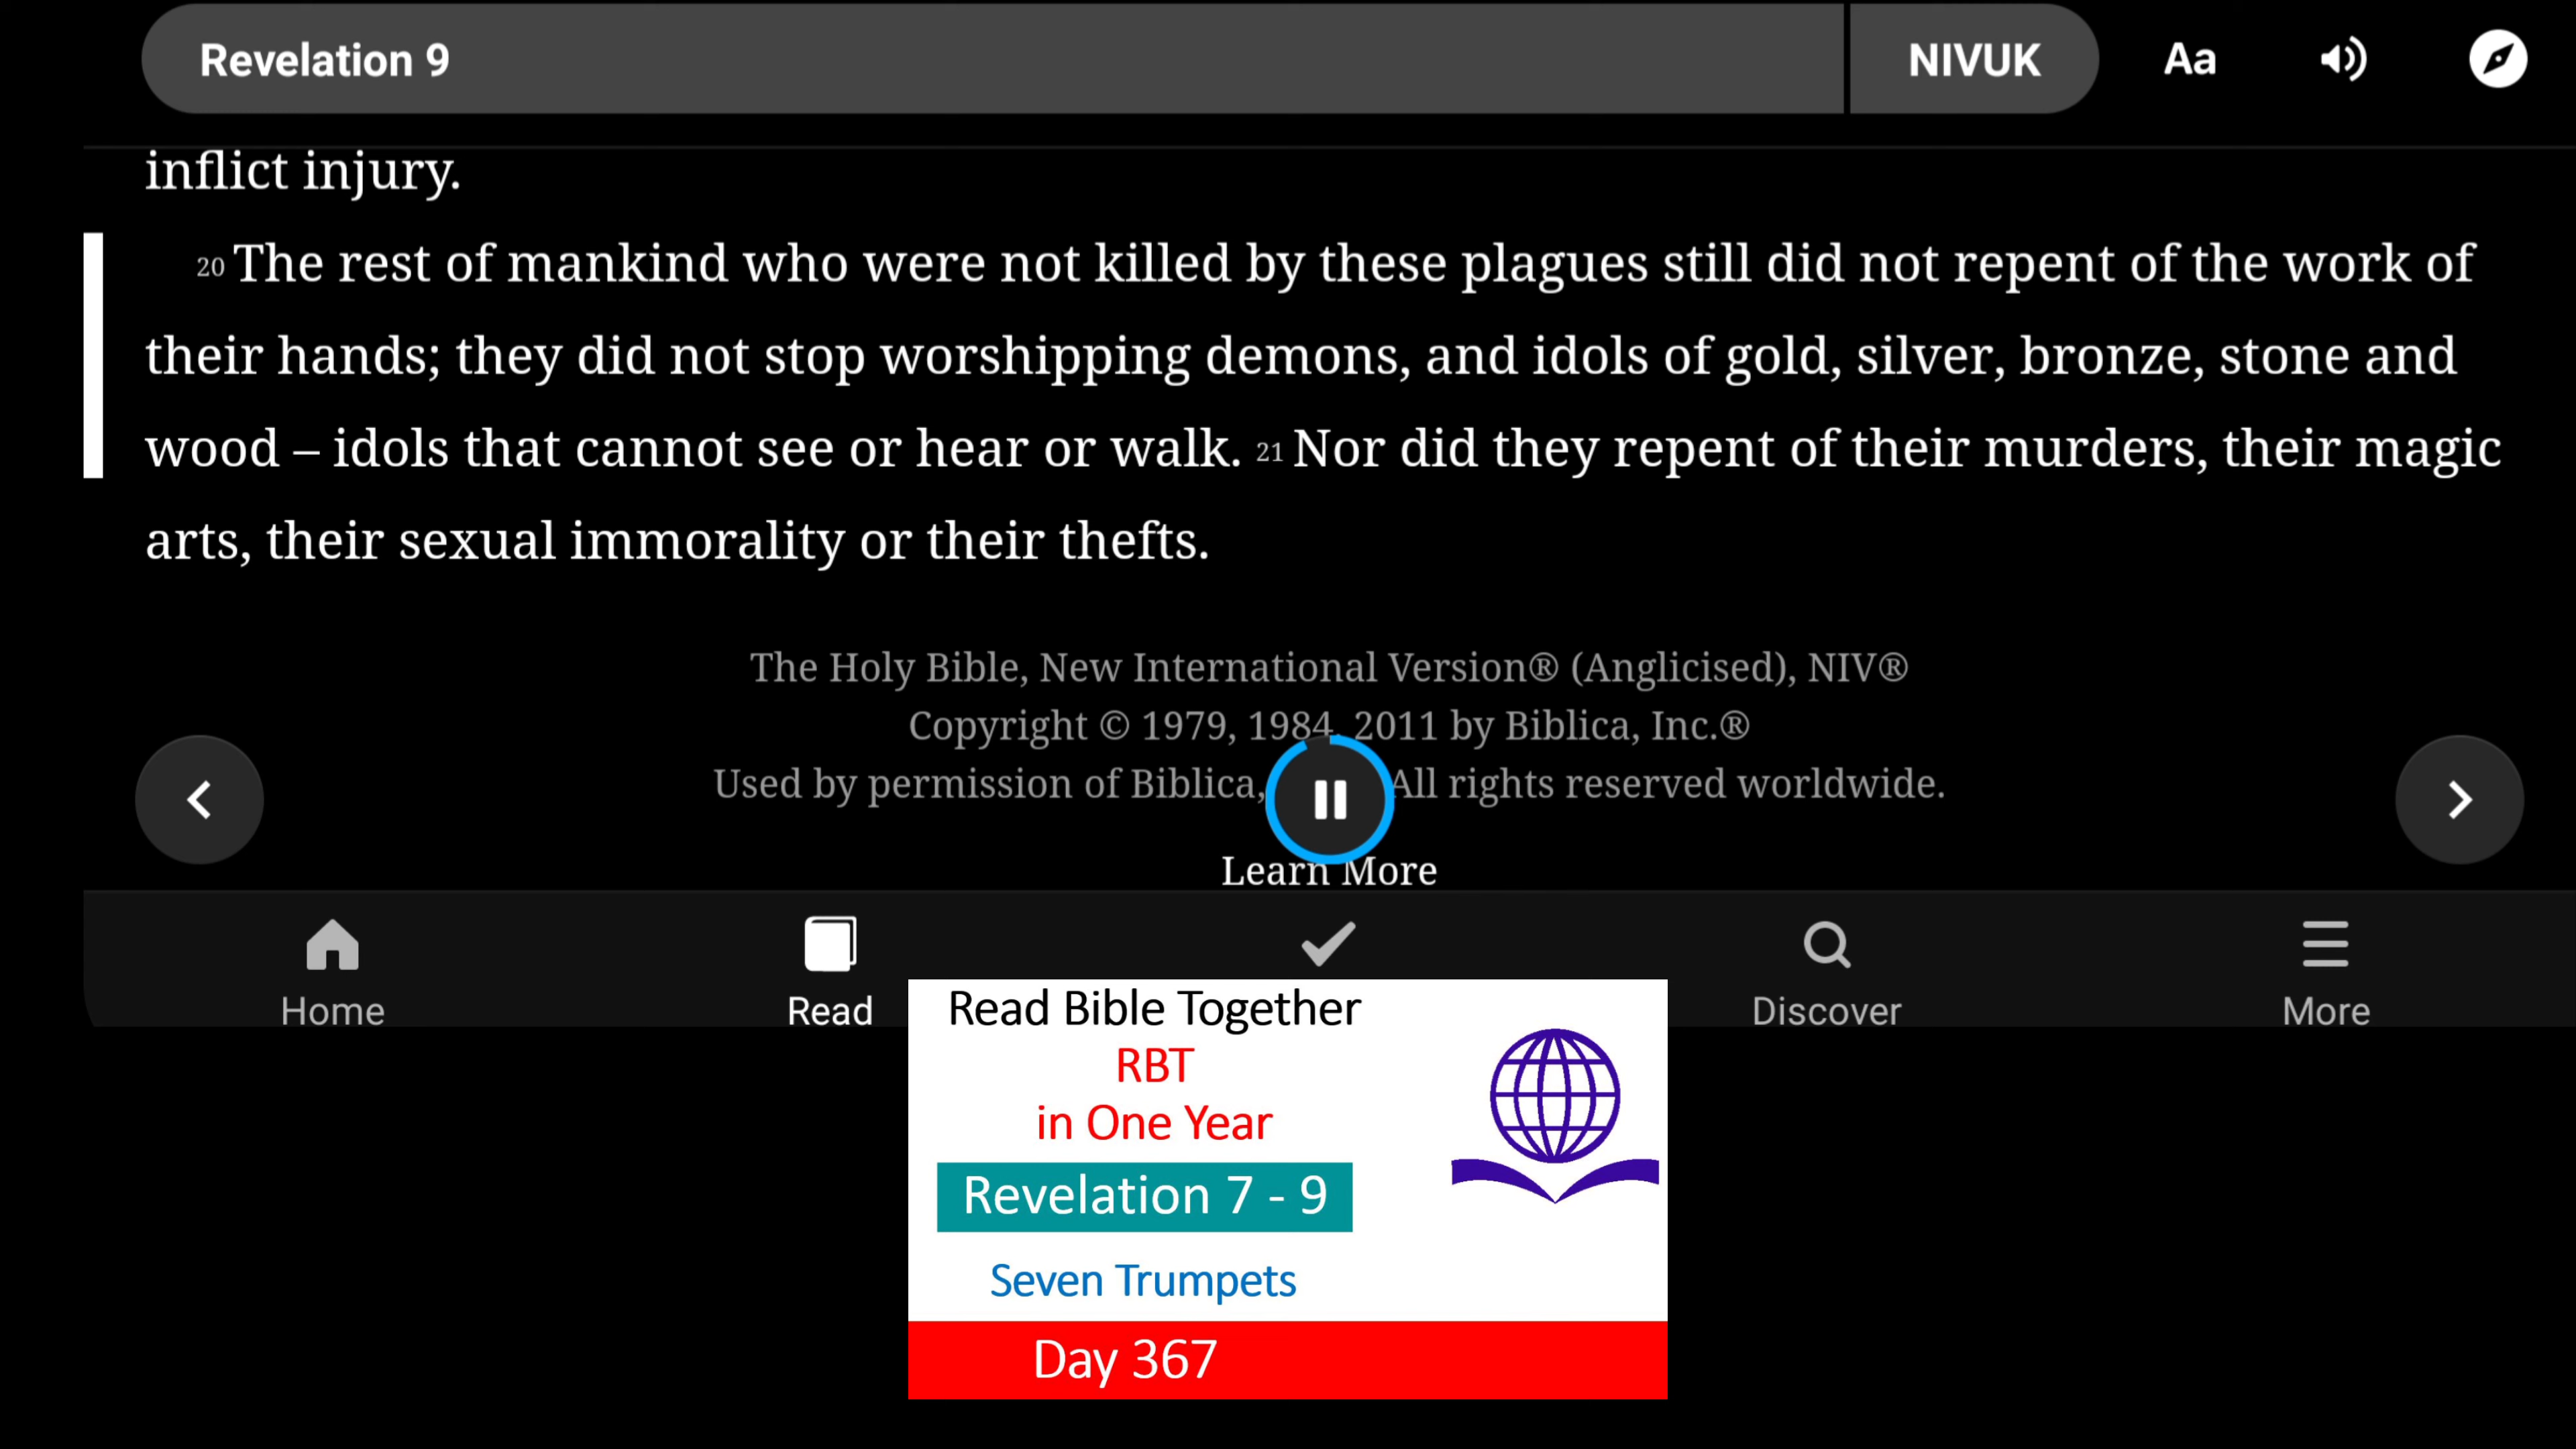 Revelation 9
NIVUK
Aa
inflict injury.
20 The rest of mankind who were not killed by these plagues still did not repent of the work of
their hands; they did not stop worshipping demons, and idols of gold, silver, bronze, stone and
wood – idols that cannot see or hear or walk. 21 Nor did they repent of their murders, their magic
arts, their sexual immorality or their thefts.
The Holy Bible, New International Version® (Anglicised), NIV®
Copyright © 1979, 1984, 2011 by Biblica, Inc.®
Used by permission of Biblica, All rights reserved worldwide.
Learn More
Home
Read
Discover
More
Read Bible Together
RBT
in One Year
Revelation 7 - 9
Seven Trumpets
Day 367